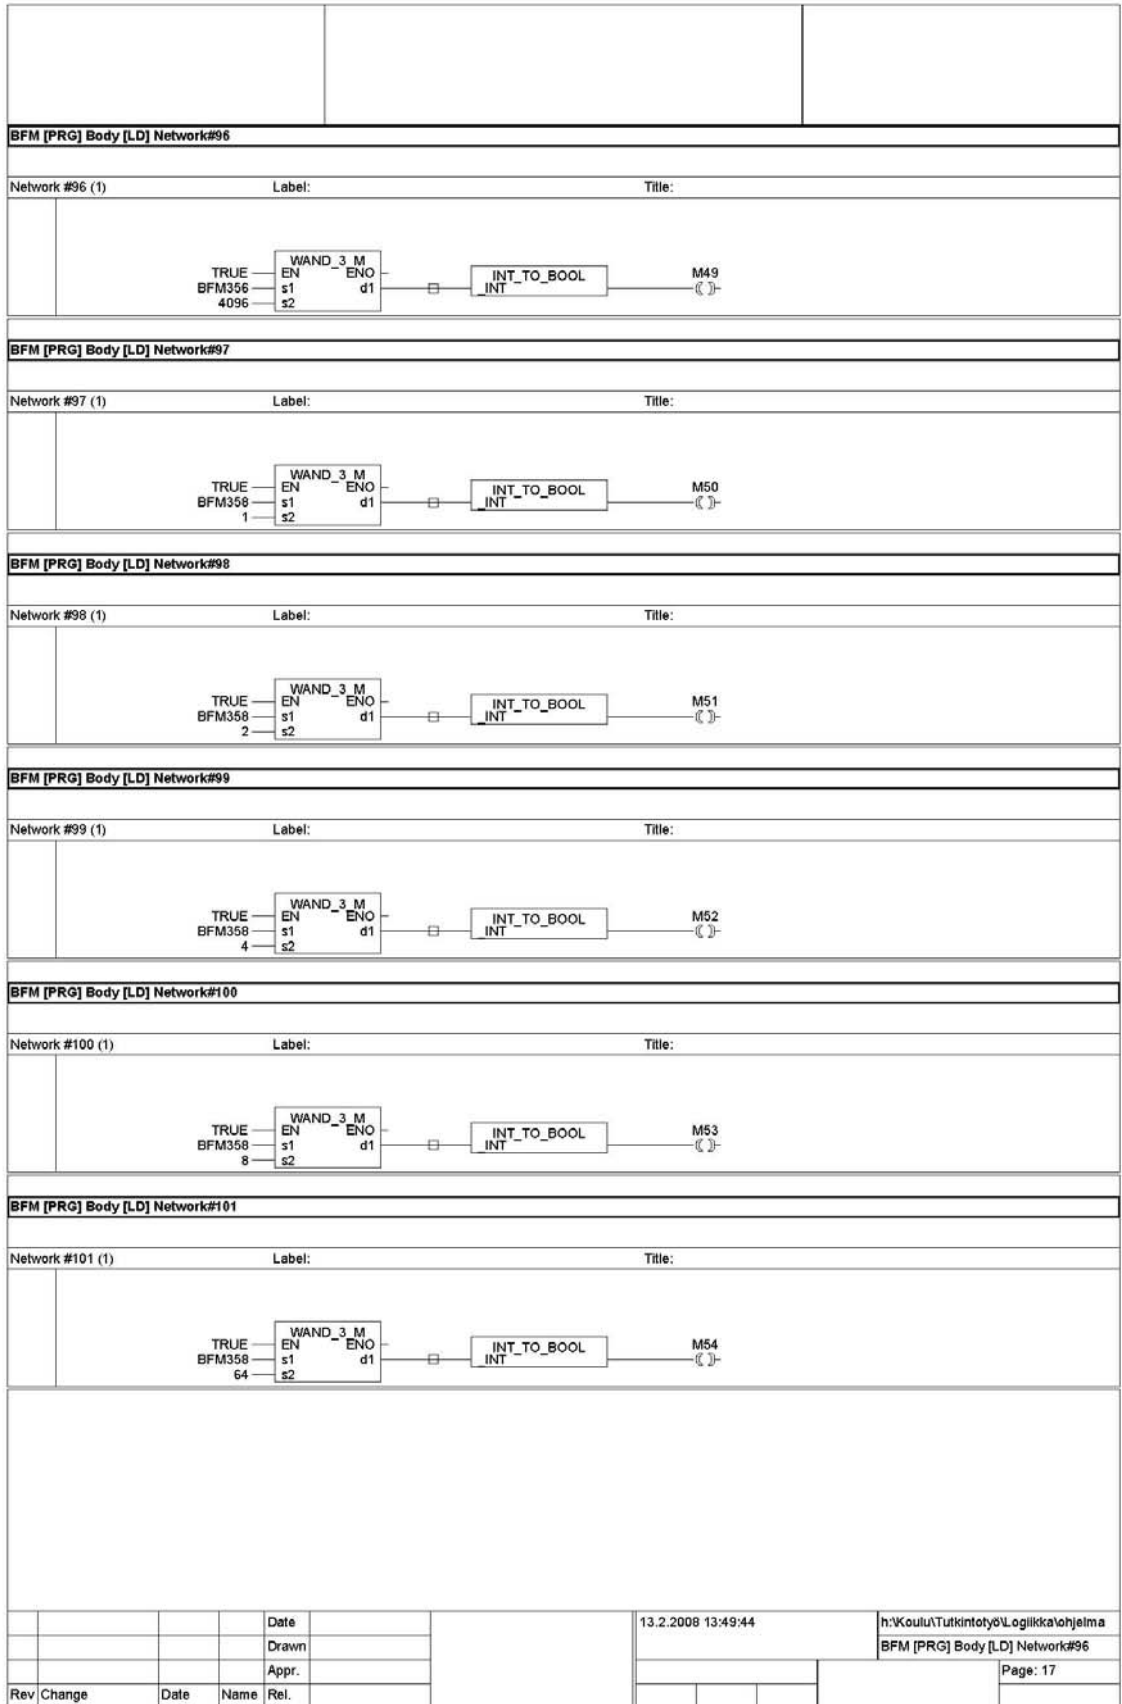 BFM [PRG] Body [LD] Network#96
Network #96 (1) Label: Title:
WAND_3_M
TRUE EN ENO INT_TO_BOOL M49
BFM356 s1 d1 _INT
4096 s2
BFM [PRG] Body [LD] Network#97
Network #97 (1) Label: Title:
WAND_3_M
TRUE EN ENO INT_TO_BOOL M50
BFM358 s1 d1 _INT
1 s2
BFM [PRG] Body [LD] Network#98
Network #98 (1) Label: Title:
WAND_3_M
TRUE EN ENO INT_TO_BOOL M51
BFM358 s1 d1 _INT
2 s2
BFM [PRG] Body [LD] Network#99
Network #99 (1) Label: Title:
WAND_3_M
TRUE EN ENO INT_TO_BOOL M52
BFM358 s1 d1 _INT
4 s2
BFM [PRG] Body [LD] Network#100
Network #100 (1) Label: Title:
WAND_3_M
TRUE EN ENO INT_TO_BOOL M53
BFM358 s1 d1 _INT
8 s2
BFM [PRG] Body [LD] Network#101
Network #101 (1) Label: Title:
WAND_3_M
TRUE EN ENO INT_TO_BOOL M54
BFM358 s1 d1 _INT
64 s2
Date 13.2.2008 13:49:44 h:\Koulu\Tutkintotyö\Logiikka\ohjelma
Drawn BFM [PRG] Body [LD] Network#96
Appr. Page: 17
Rev Change Date Name Rel.